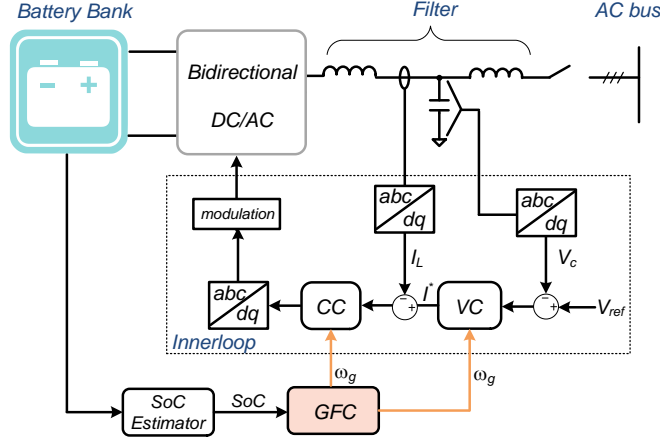 Battery Bank
Filter
AC bus
− +
Bidirectional
DC/AC
abc
dq
abc
dq
modulation
I_L
V_c
abc
dq
CC
−
+
I*
VC
−
+
V_ref
Innerloop
ω_g
ω_g
SoC
Estimator
SoC
GFC